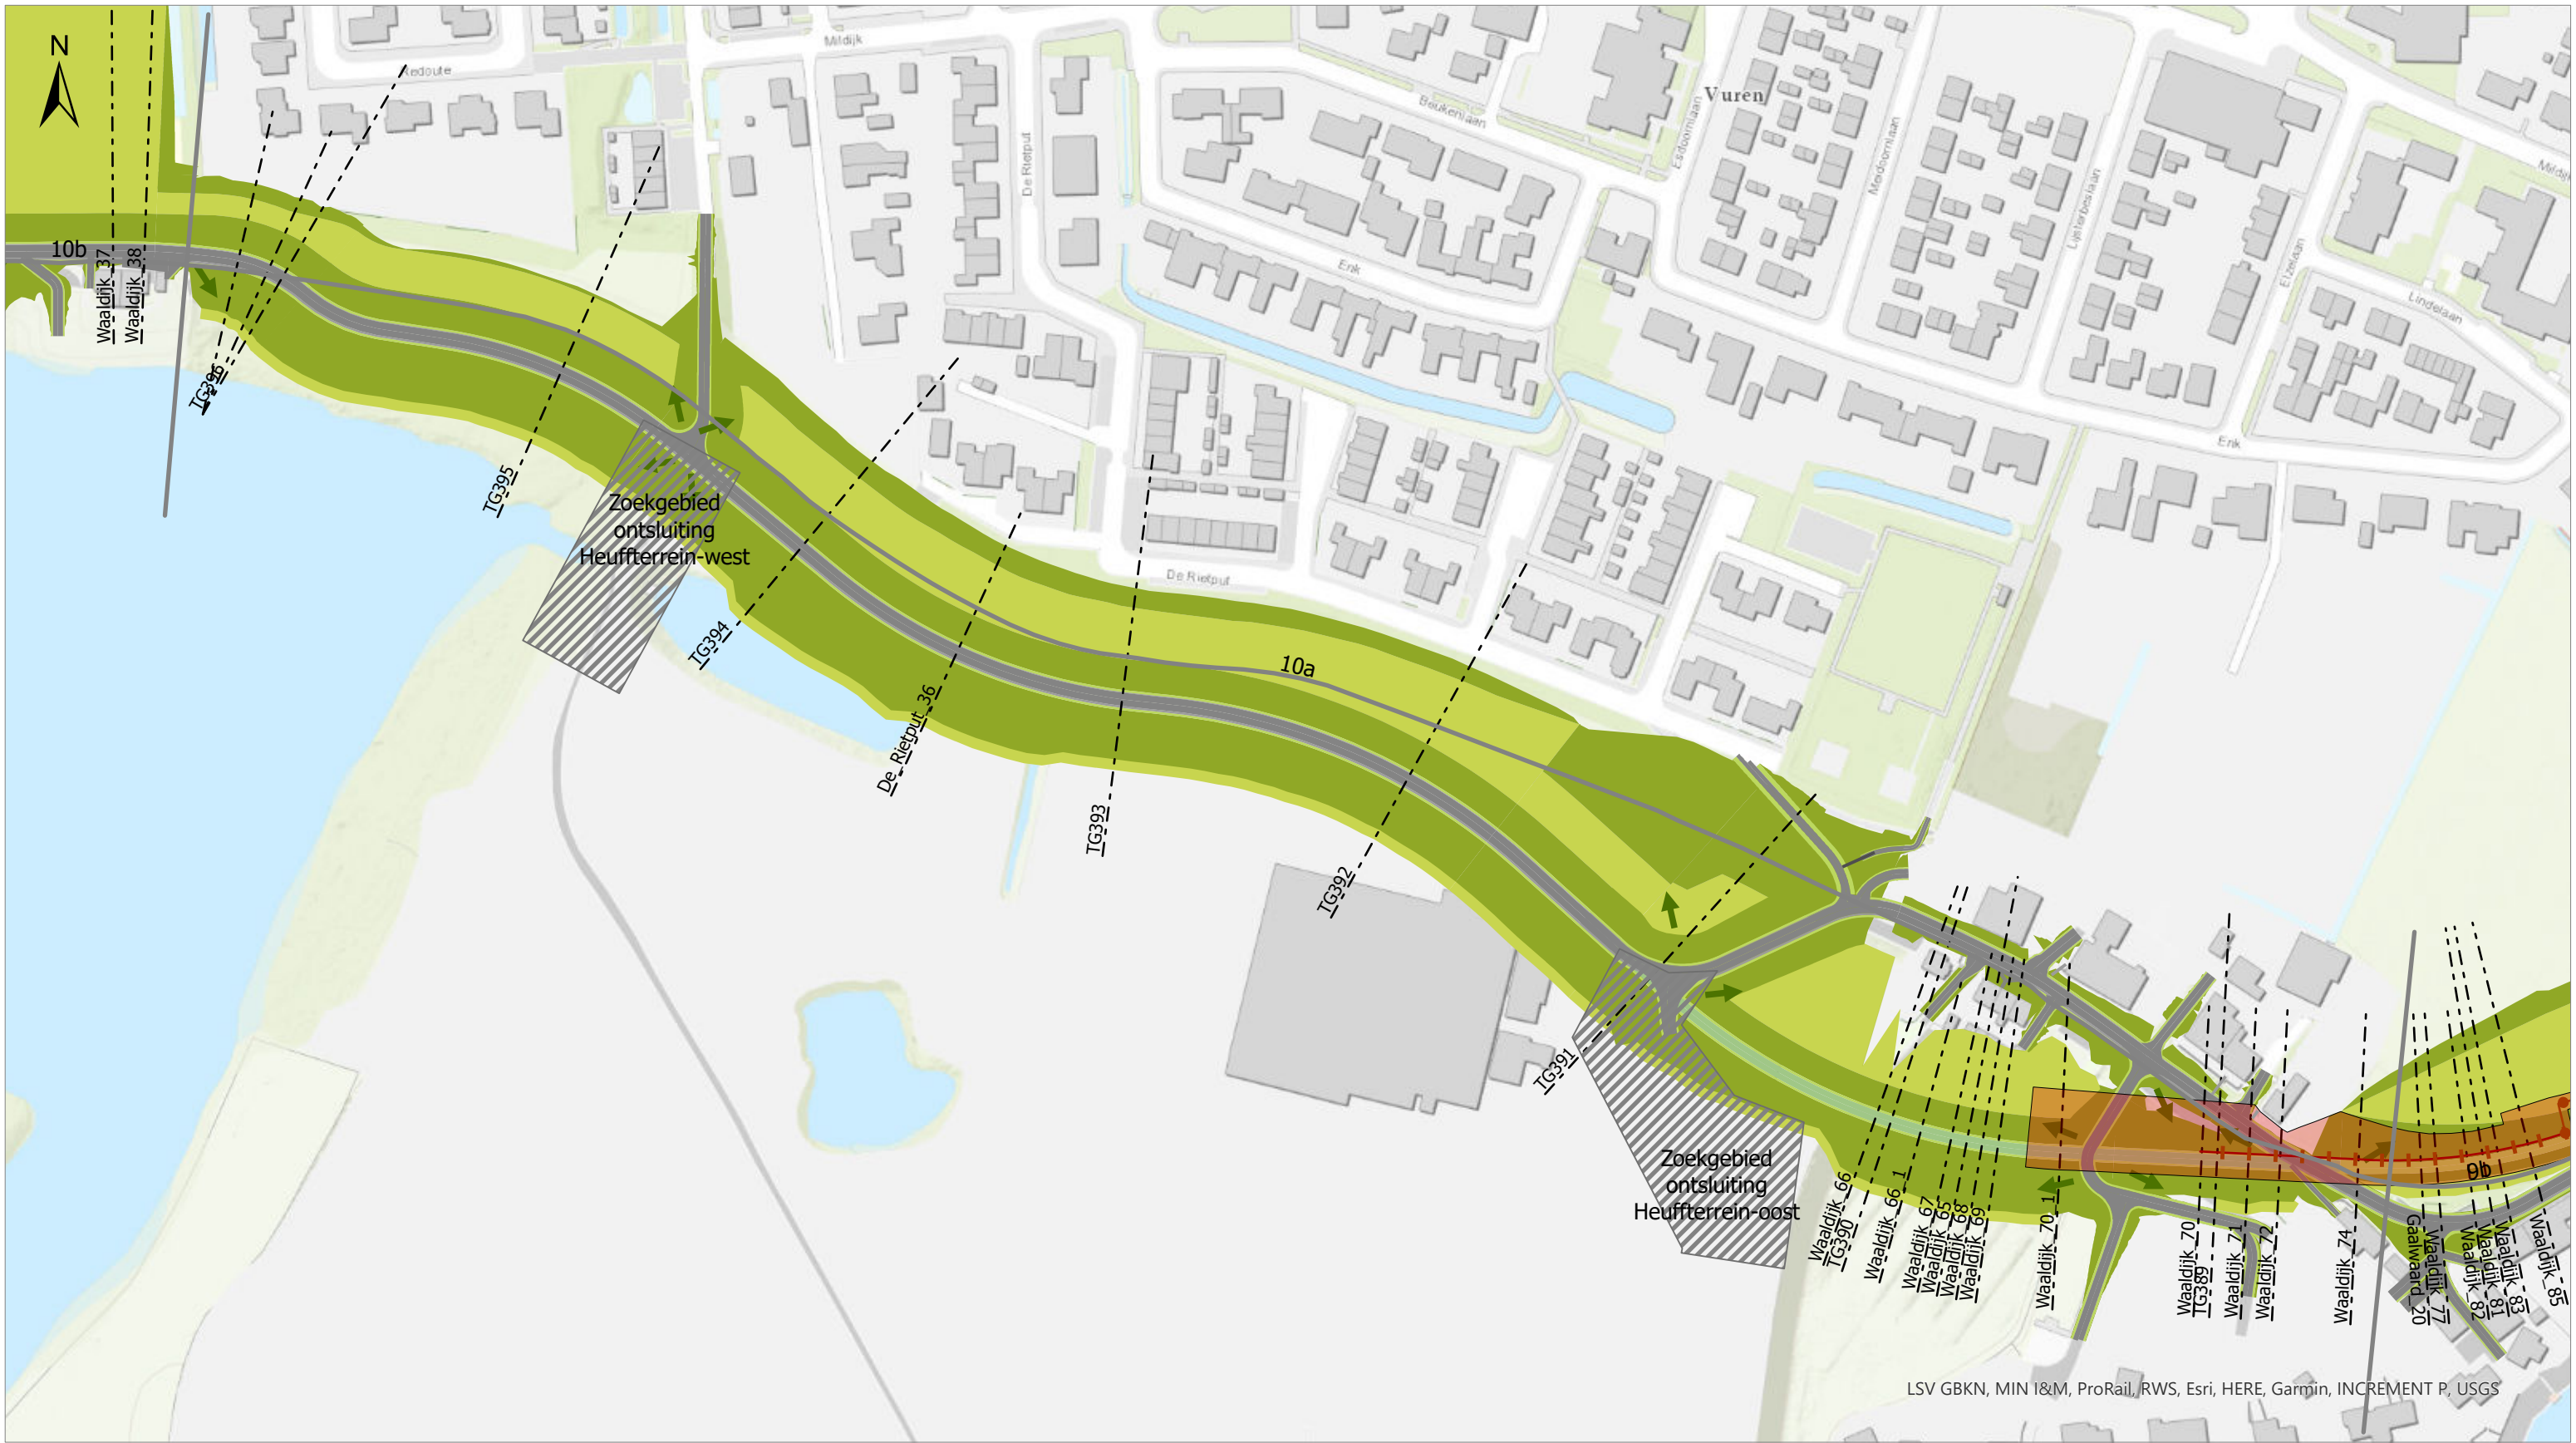 N
Mildijk
Redoute
Beukenlaan
Vuren
Esdoornlaan
Meidoornlaan
Lijsterbeslaan
Mildijk
De Rietput
Erik
Elzelaan
Lindelaan
Erik
10b
Waaldijk_37
Waaldijk_38
TG396
TG395
Zoekgebied
ontsluiting
Heuffterrein-west
TG394
De_Rietput_36
De Rietput
10a
TG393
TG392
TG391
Zoekgebied
ontsluiting
Heuffterrein-oost
Waaldijk_66
TG390
Waaldijk_66_1
Waaldijk_67
Waaldijk_65
Waaldijk_68
Waaldijk_69
Waaldijk_70_1
Waaldijk_70
TG389
Waaldijk_71
Waaldijk_72
Waaldijk_74
9b
Gaalwaard_20
Waaldijk_77
Waaldijk_82
Waaldijk_81
Waaldijk_83
Waaldijk_85
LSV GBKN, MIN I&M, ProRail, RWS, Esri, HERE, Garmin, INCREMENT P, USGS